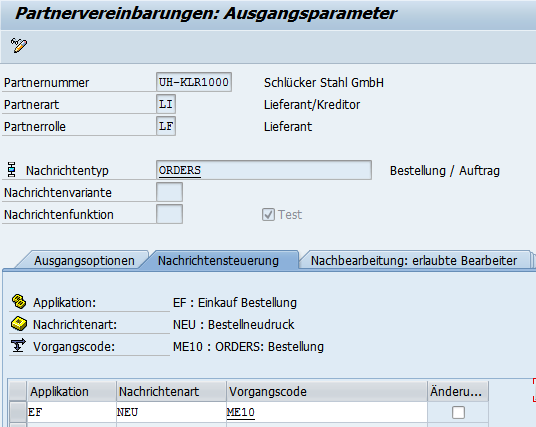 Partnervereinbarungen: Ausgangsparameter
Partnernummer UH-KLR1000 Schlücker Stahl GmbH
Partnerart LI Lieferant/Kreditor
Partnerrolle LF Lieferant
Nachrichtentyp ORDERS Bestellung / Auftrag
Nachrichtenvariante
Nachrichtenfunktion Test
Ausgangsoptionen Nachrichtensteuerung Nachbearbeitung: erlaubte Bearbeiter
Applikation: EF : Einkauf Bestellung
Nachrichtenart: NEU : Bestellneudruck
Vorgangscode: ME10 : ORDERS: Bestellung
Applikation Nachrichtenart Vorgangscode Änderu...
EF NEU ME10